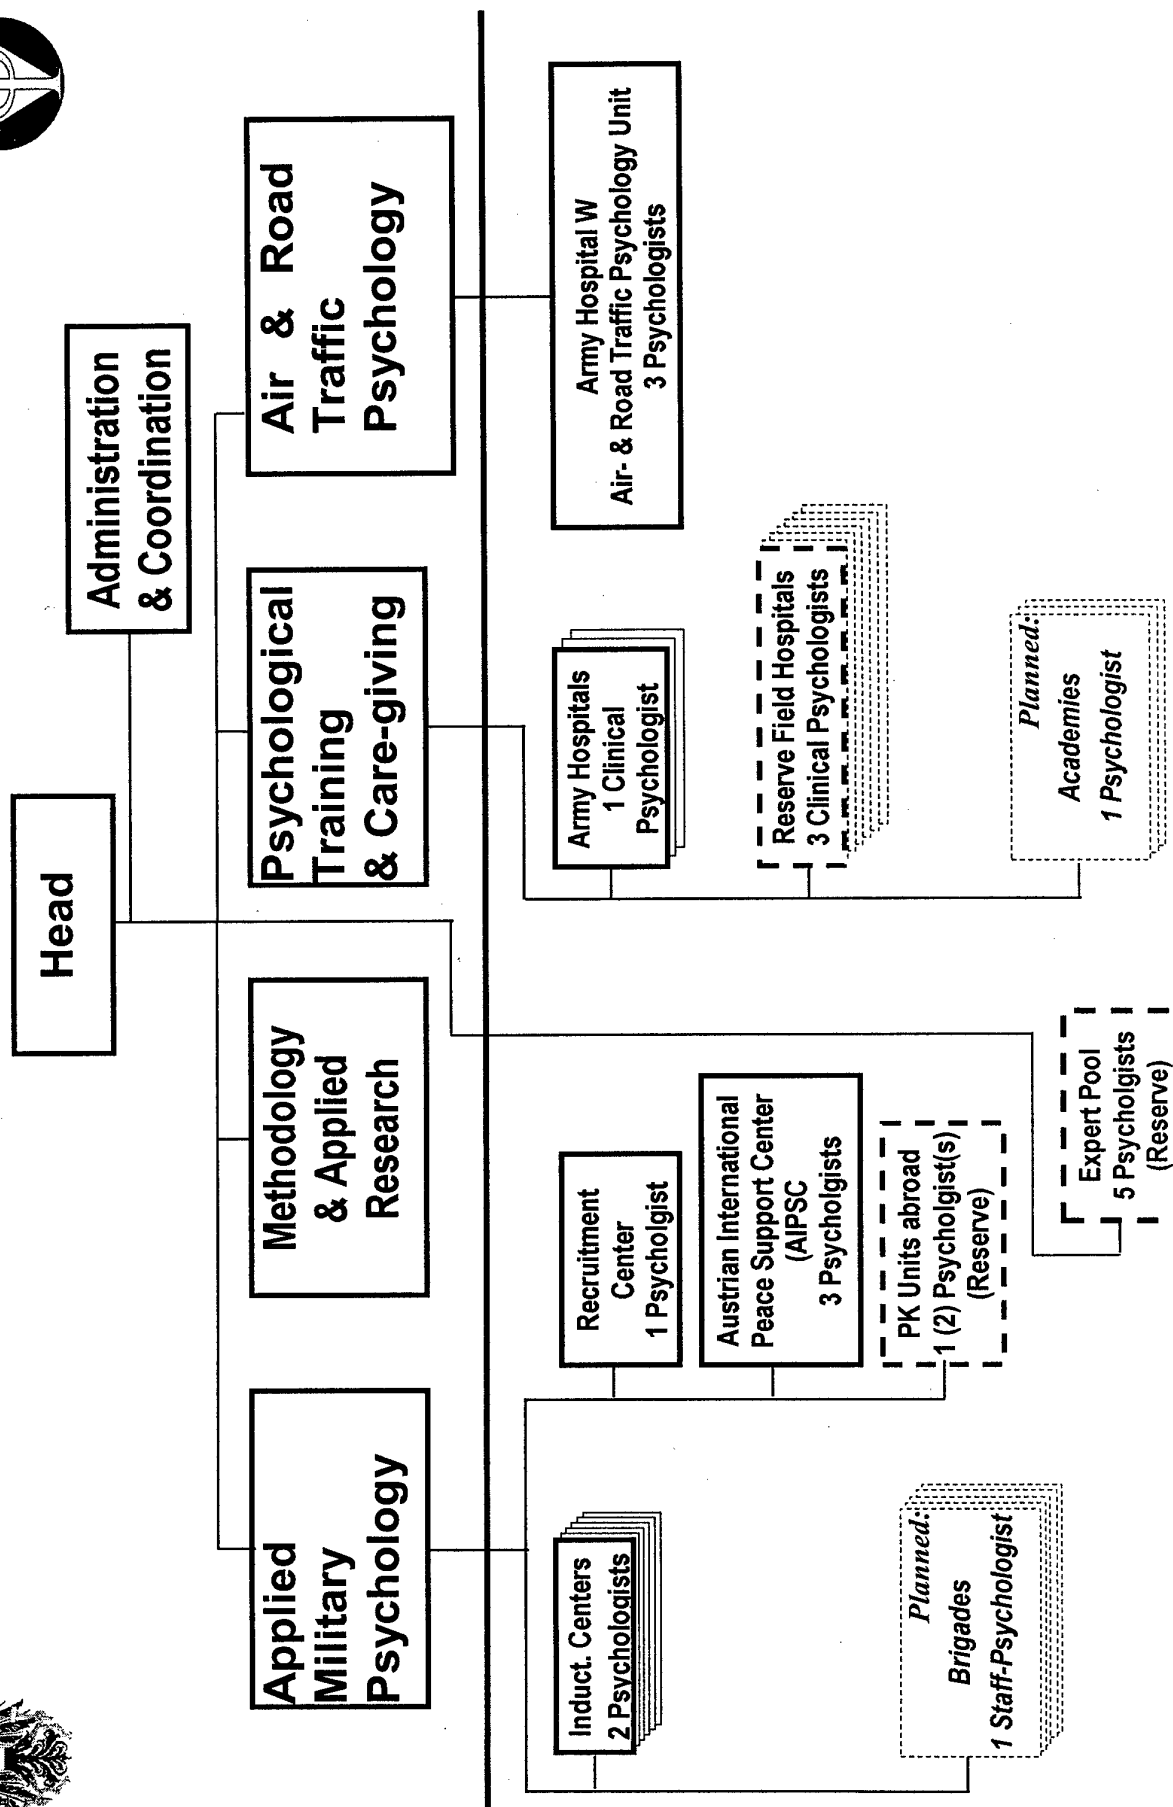 Head
Administration
& Coordination
Applied
Military
Psychology
Methodology
& Applied
Research
Psychological
Training
& Care-giving
Air & Road
Traffic
Psychology
Induct. Centers
2 Psychologists
Planned:
Brigades
1 Staff-Psychologist
Recruitment
Center
1 Psycholgist
Austrian International
Peace Support Center
(AIPSC)
3 Psycholgists
PK Units abroad
1 (2) Psycholgist(s)
(Reserve)
Expert Pool
5 Psycholgists
(Reserve)
Army Hospitals
1 Clinical
Psychologist
Reserve Field Hospitals
3 Clinical Psychologists
Planned:
Academies
1 Psychologist
Army Hospital W
Air- & Road Traffic Psychology Unit
3 Psychologists